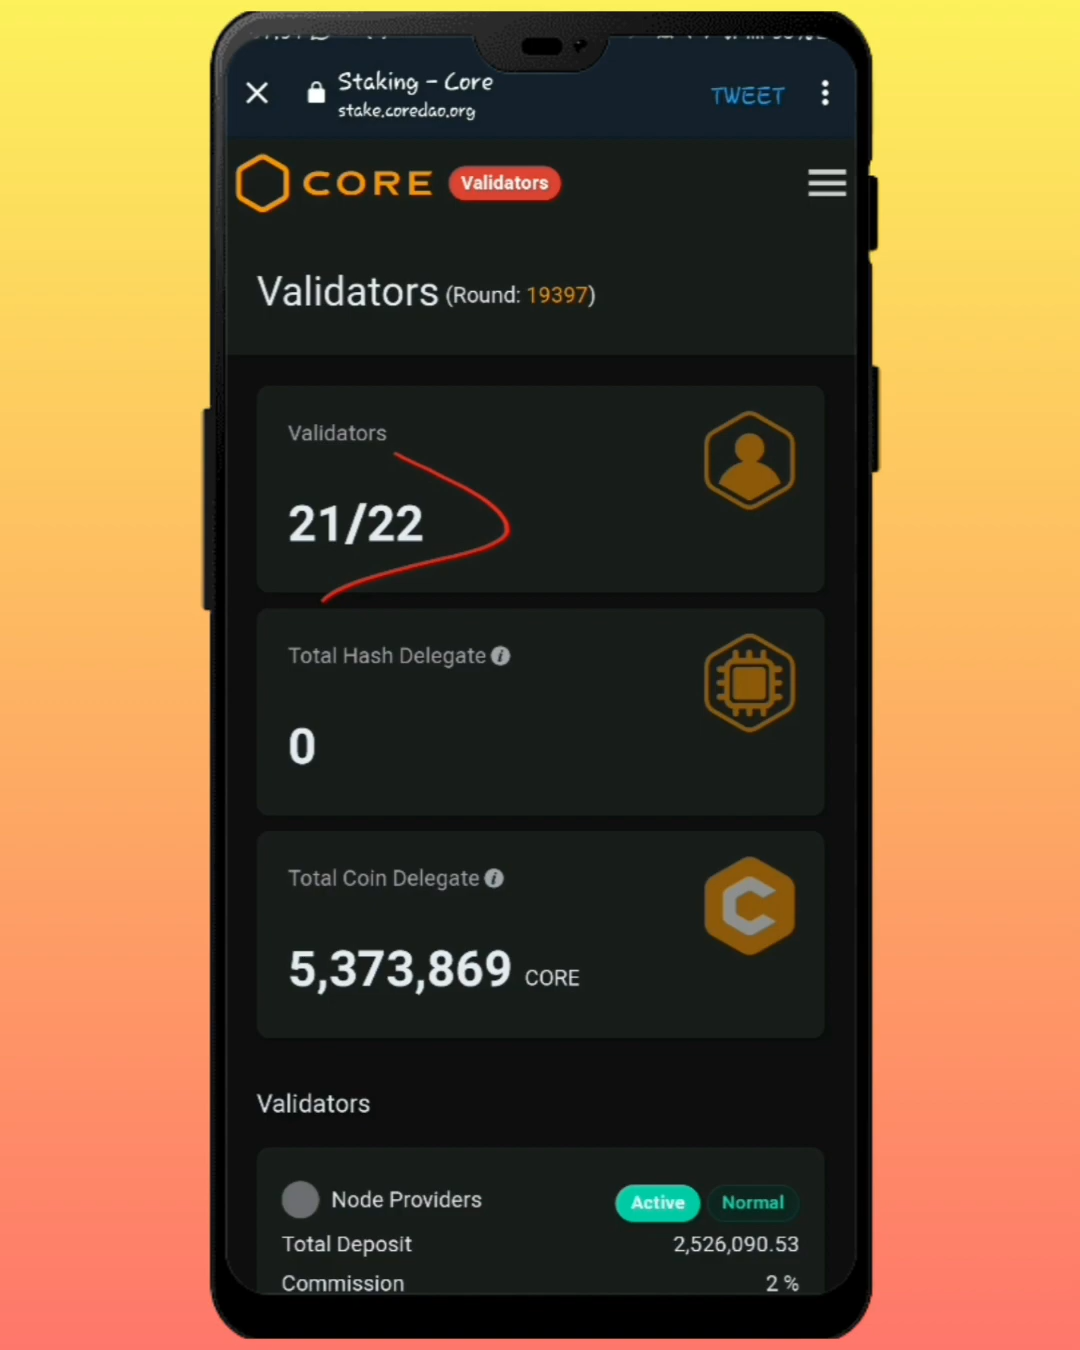 Staking - Core
stake.coredao.org
TWEET
CORE
Validators
Validators (Round: 19397)
Validators
21/22
Total Hash Delegate
0
Total Coin Delegate
5,373,869 CORE
Validators
Node Providers
Active
Normal
Total Deposit
2,526,090.53
Commission
2 %